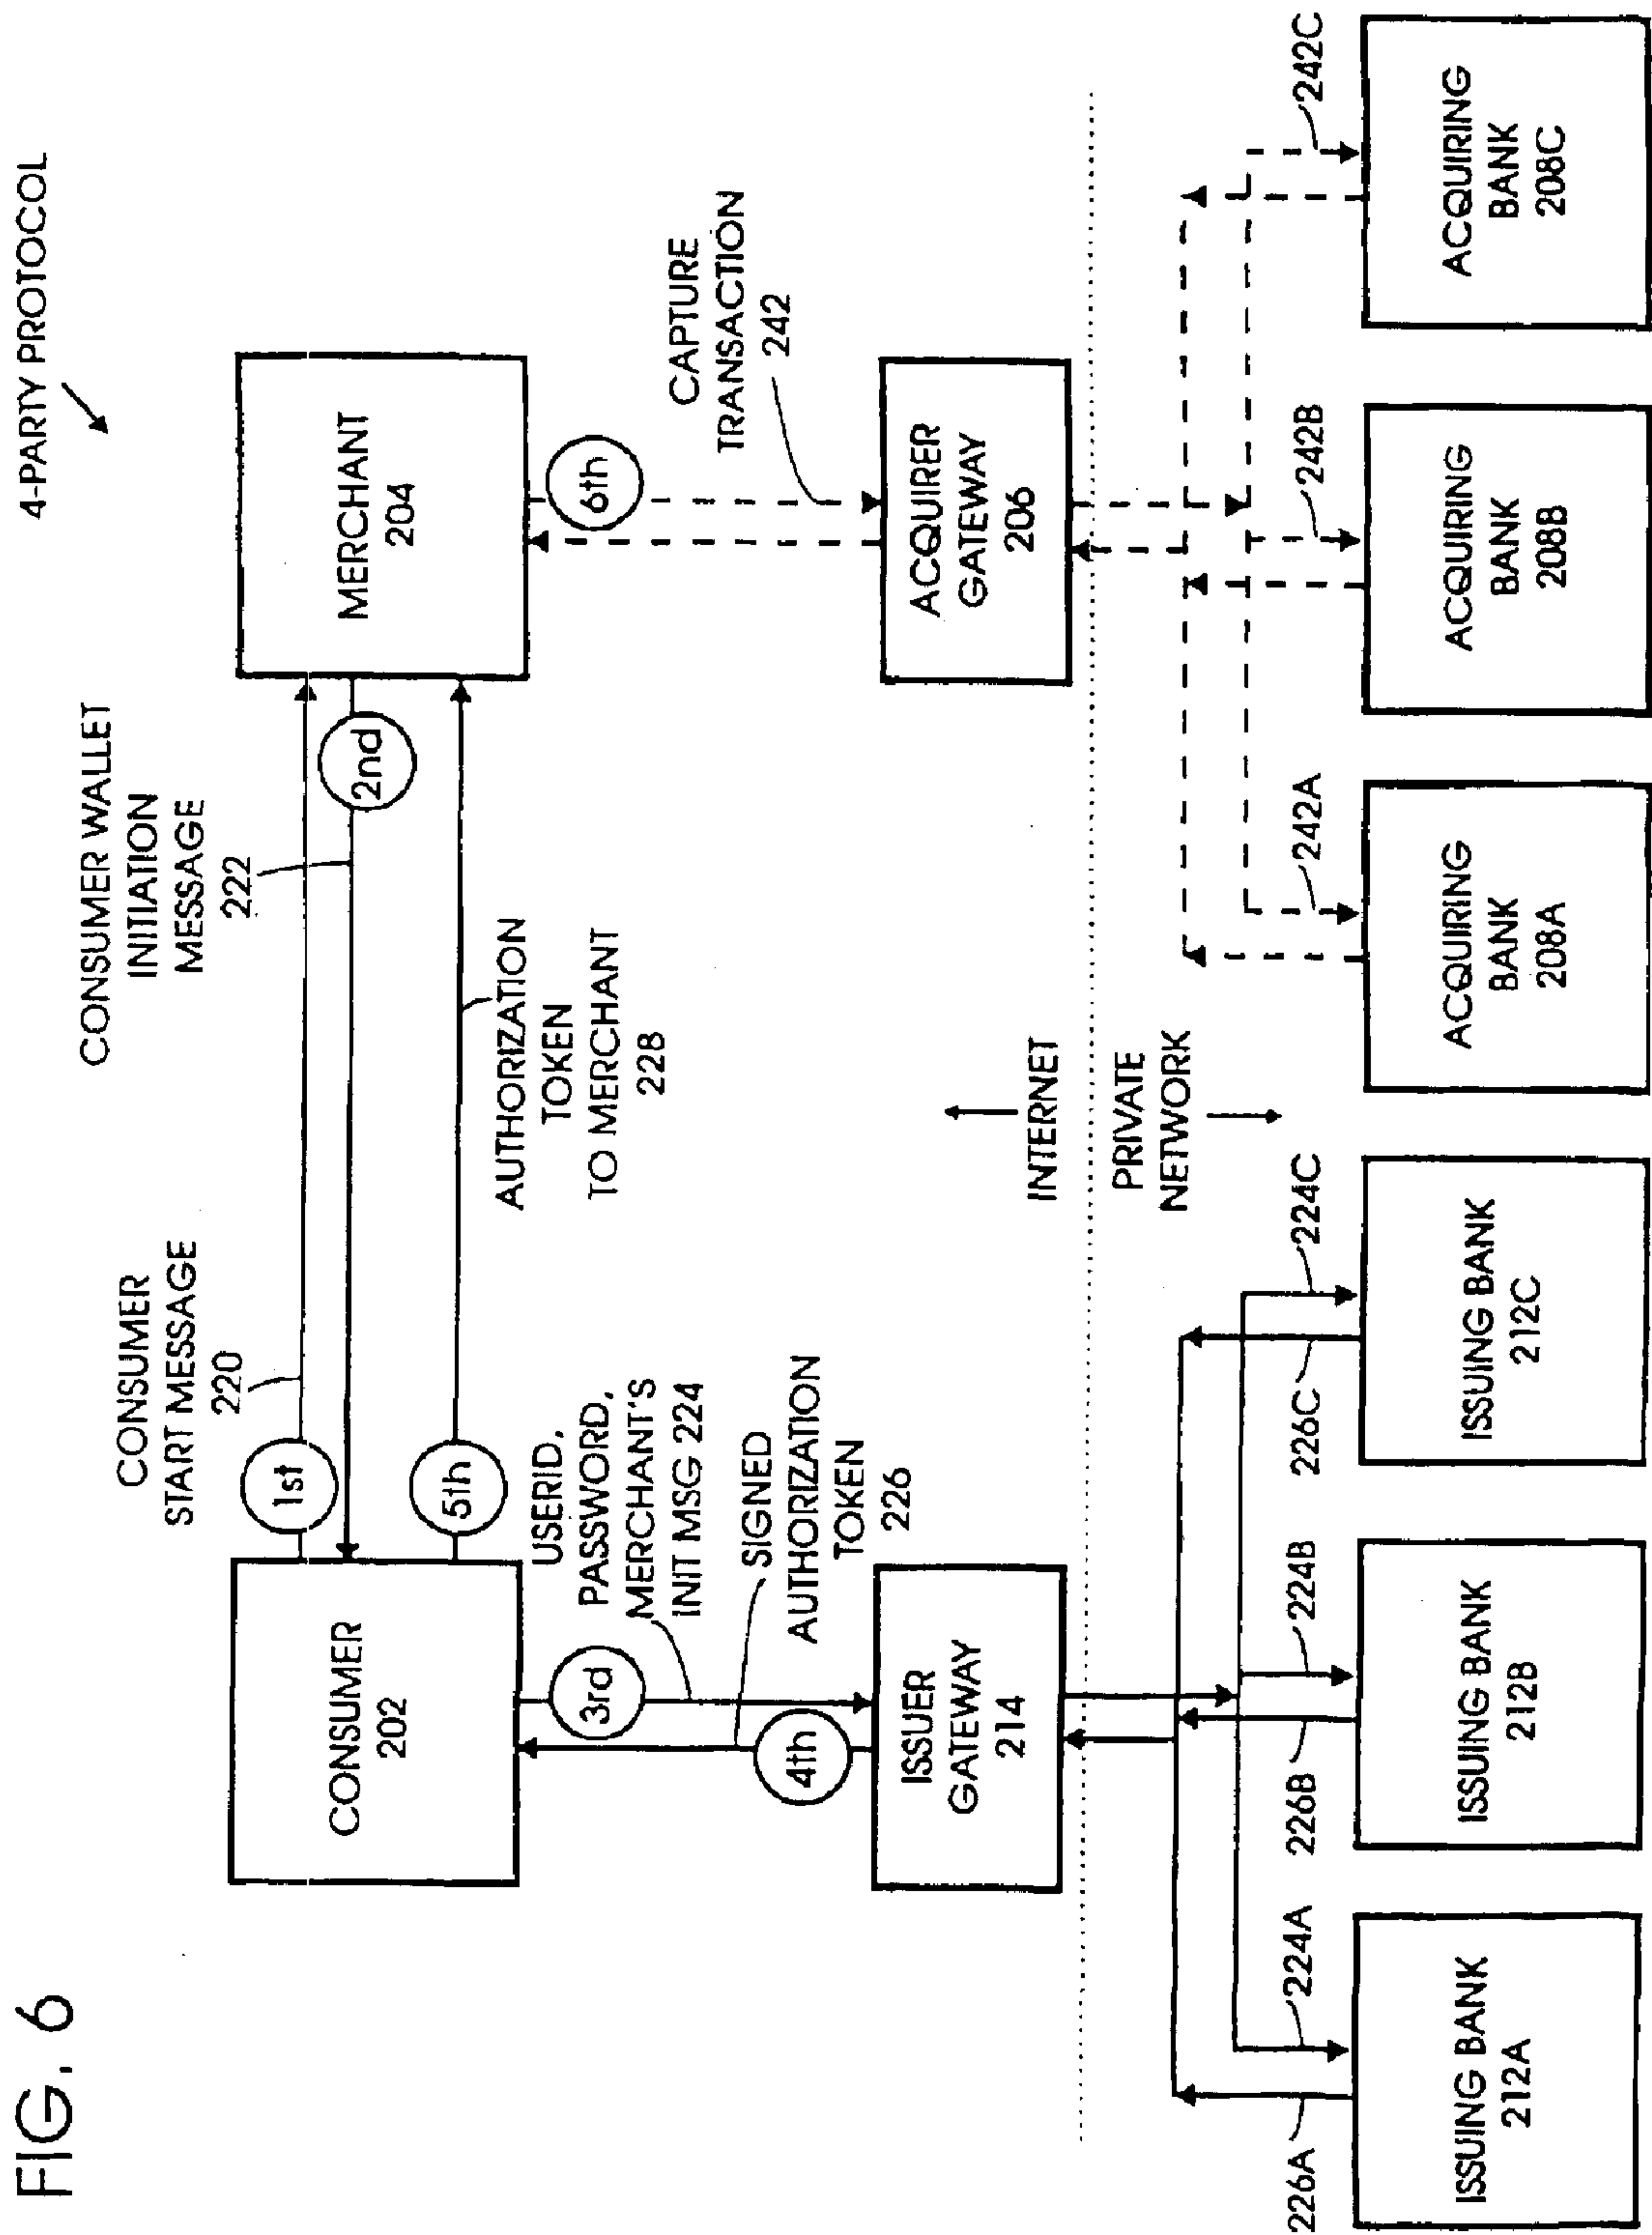 FIG. 6
4-PARTY PROTOCOL
CONSUMER
START MESSAGE
220
CONSUMER WALLET
INITIATION
MESSAGE
222
1st
2nd
CONSUMER
202
MERCHANT
204
5th
AUTHORIZATION
TOKEN
TO MERCHANT
228
3rd
USERID,
PASSWORD,
MERCHANT'S
INIT MSG 224
4th
SIGNED
AUTHORIZATION
TOKEN
226
6th
CAPTURE
TRANSACTION
242
ISSUER
GATEWAY
214
ACQUIRER
GATEWAY
206
INTERNET
PRIVATE
NETWORK
226A
224A
226B
224B
226C
224C
242A
242B
242C
ISSUING BANK
212A
ISSUING BANK
212B
ISSUING BANK
212C
ACQUIRING
BANK
208A
ACQUIRING
BANK
208B
ACQUIRING
BANK
208C